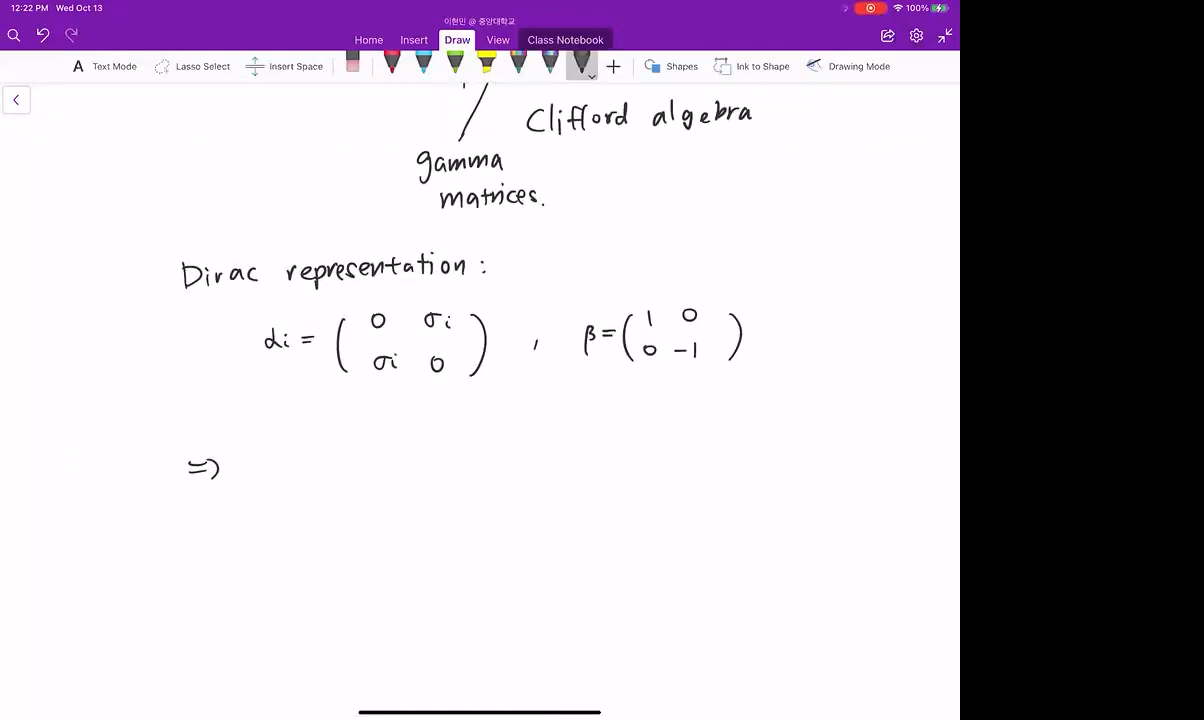 12:22 PM Wed Oct 13
100%
이현민 @ 중앙대학교
Home Insert Draw View Class Notebook
A Text Mode Lasso Select Insert Space Shapes Ink to Shape Drawing Mode
Clifford algebra
gamma
matrices.
Dirac representation :
αi = ( 0 σi
σi 0 ) , β = ( 1 0
0 -1 )
⇒